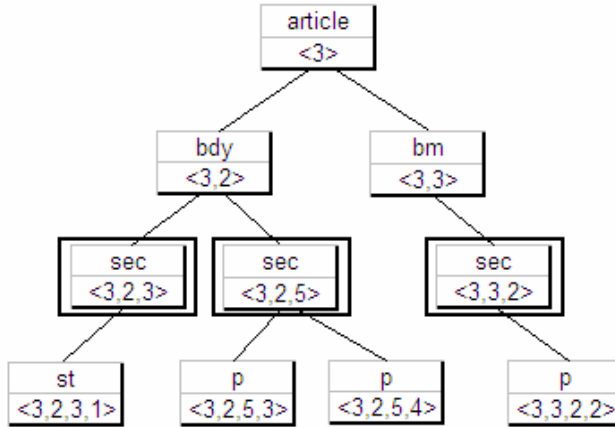 article
<3>
bdy
<3,2>
bm
<3,3>
sec
<3,2,3>
sec
<3,2,5>
sec
<3,3,2>
st
<3,2,3,1>
p
<3,2,5,3>
p
<3,2,5,4>
p
<3,3,2,2>